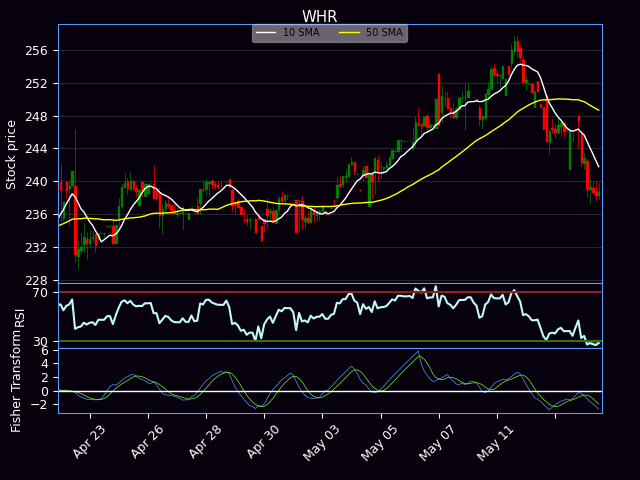 WHR
10 SMA
50 SMA
Stock price
256
252
248
244
240
236
232
228
RSI
70
30
Fisher Transform
6
4
2
0
−2
Apr 23
Apr 26
Apr 28
Apr 30
May 03
May 05
May 07
May 11